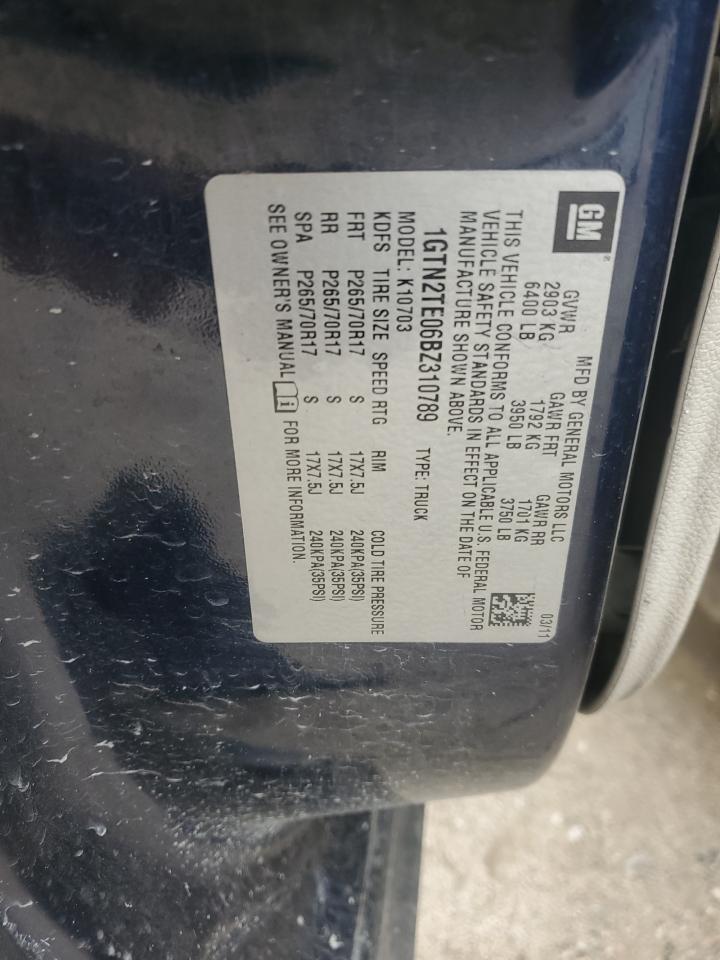 GM
MFD BY GENERAL MOTORS LLC 03/11
GVWR GAWR FRT GAWR RR
2903 KG 1792 KG 1701 KG
6400 LB 3950 LB 3750 LB
THIS VEHICLE CONFORMS TO ALL APPLICABLE U.S. FEDERAL MOTOR
VEHICLE SAFETY STANDARDS IN EFFECT ON THE DATE OF
MANUFACTURE SHOWN ABOVE.
1GTN2TE06BZ310789 TYPE: TRUCK
MODEL: K10703
KDFS TIRE SIZE SPEED RTG RIM COLD TIRE PRESSURE
FRT P265/70R17 S 17X7.5J 240KPA(35PSI)
RR P265/70R17 S 17X7.5J 240KPA(35PSI)
SPA P265/70R17 S 17X7.5J 240KPA(35PSI)
SEE OWNER'S MANUAL i FOR MORE INFORMATION.